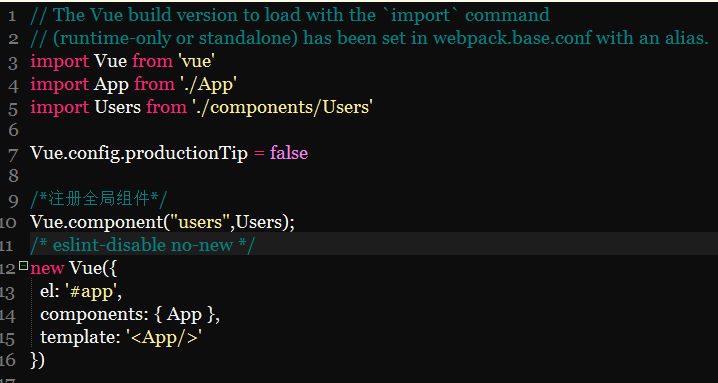 1 // The Vue build version to load with the `import` command
2 // (runtime-only or standalone) has been set in webpack.base.conf with an alias.
3 import Vue from 'vue'
4 import App from './App'
5 import Users from './components/Users'
6
7 Vue.config.productionTip = false
8
9 /*注册全局组件*/
10 Vue.component("users",Users);
11 /* eslint-disable no-new */
12 new Vue({
13   el: '#app',
14   components: { App },
15   template: '<App/>'
16 })
17